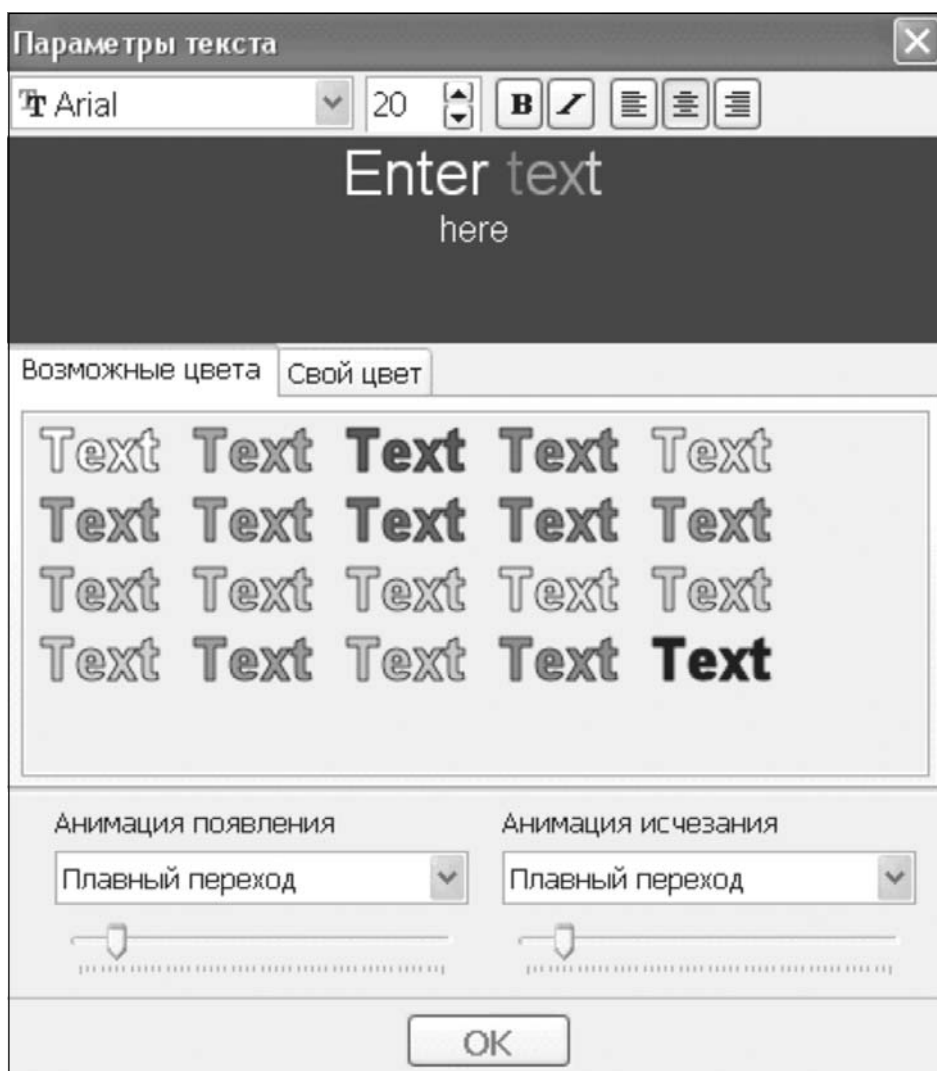 Параметры текста
Arial 20 B I
Enter text
here
Возможные цвета Свой цвет
Text Text Text Text Text
Text Text Text Text Text
Text Text Text Text Text
Text Text Text Text Text
Анимация появления Анимация исчезания
Плавный переход Плавный переход
OK